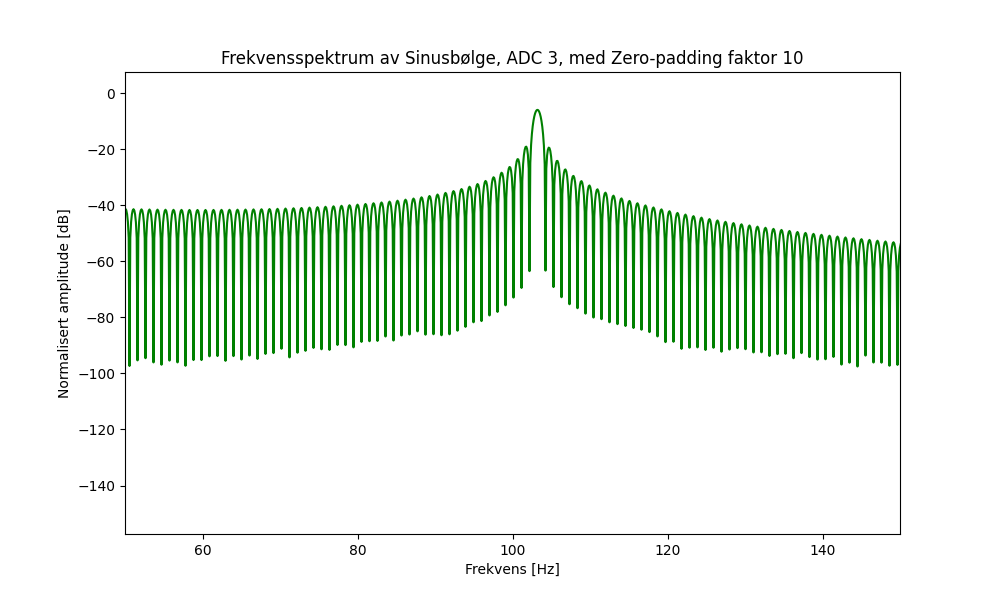 Frekvensspektrum av Sinusbølge, ADC 3, med Zero-padding faktor 10
0
−20
−40
−60
−80
−100
−120
−140
Normalisert amplitude [dB]
60 80 100 120 140
Frekvens [Hz]